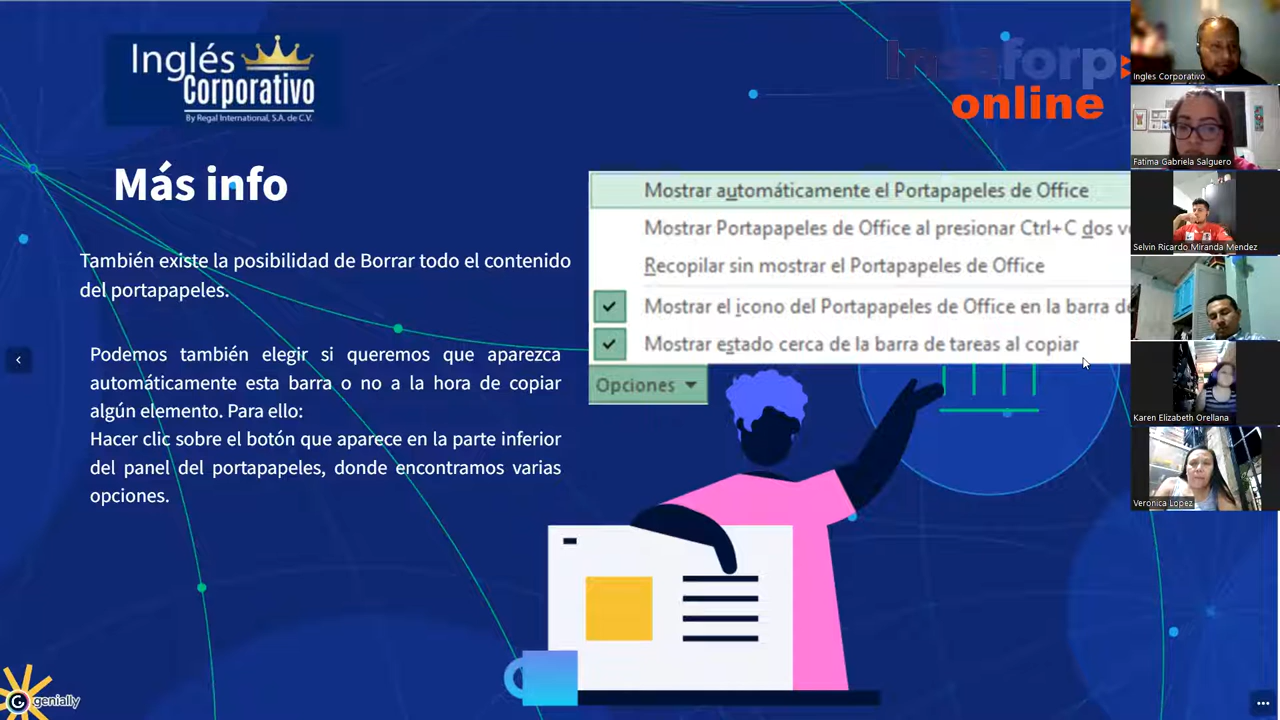 Inglés
Corporativo
By Regal International, S.A. de C.V.
Insaforp
online
Más info
También existe la posibilidad de Borrar todo el contenido
del portapapeles.
Podemos también elegir si queremos que aparezca
automáticamente esta barra o no a la hora de copiar
algún elemento. Para ello:
Hacer clic sobre el botón que aparece en la parte inferior
del panel del portapapeles, donde encontramos varias
opciones.
Mostrar automáticamente el Portapapeles de Office
Mostrar Portapapeles de Office al presionar Ctrl+C dos
Recopilar sin mostrar el Portapapeles de Office
Mostrar el icono del Portapapeles de Office en la barra
Mostrar estado cerca de la barra de tareas al copiar
Opciones
Ingles Corporativo
Fatima Gabriela Salguero
Selvin Ricardo Miranda Mendez
Karen Elizabeth Orellana
Veronica Lopez
genially